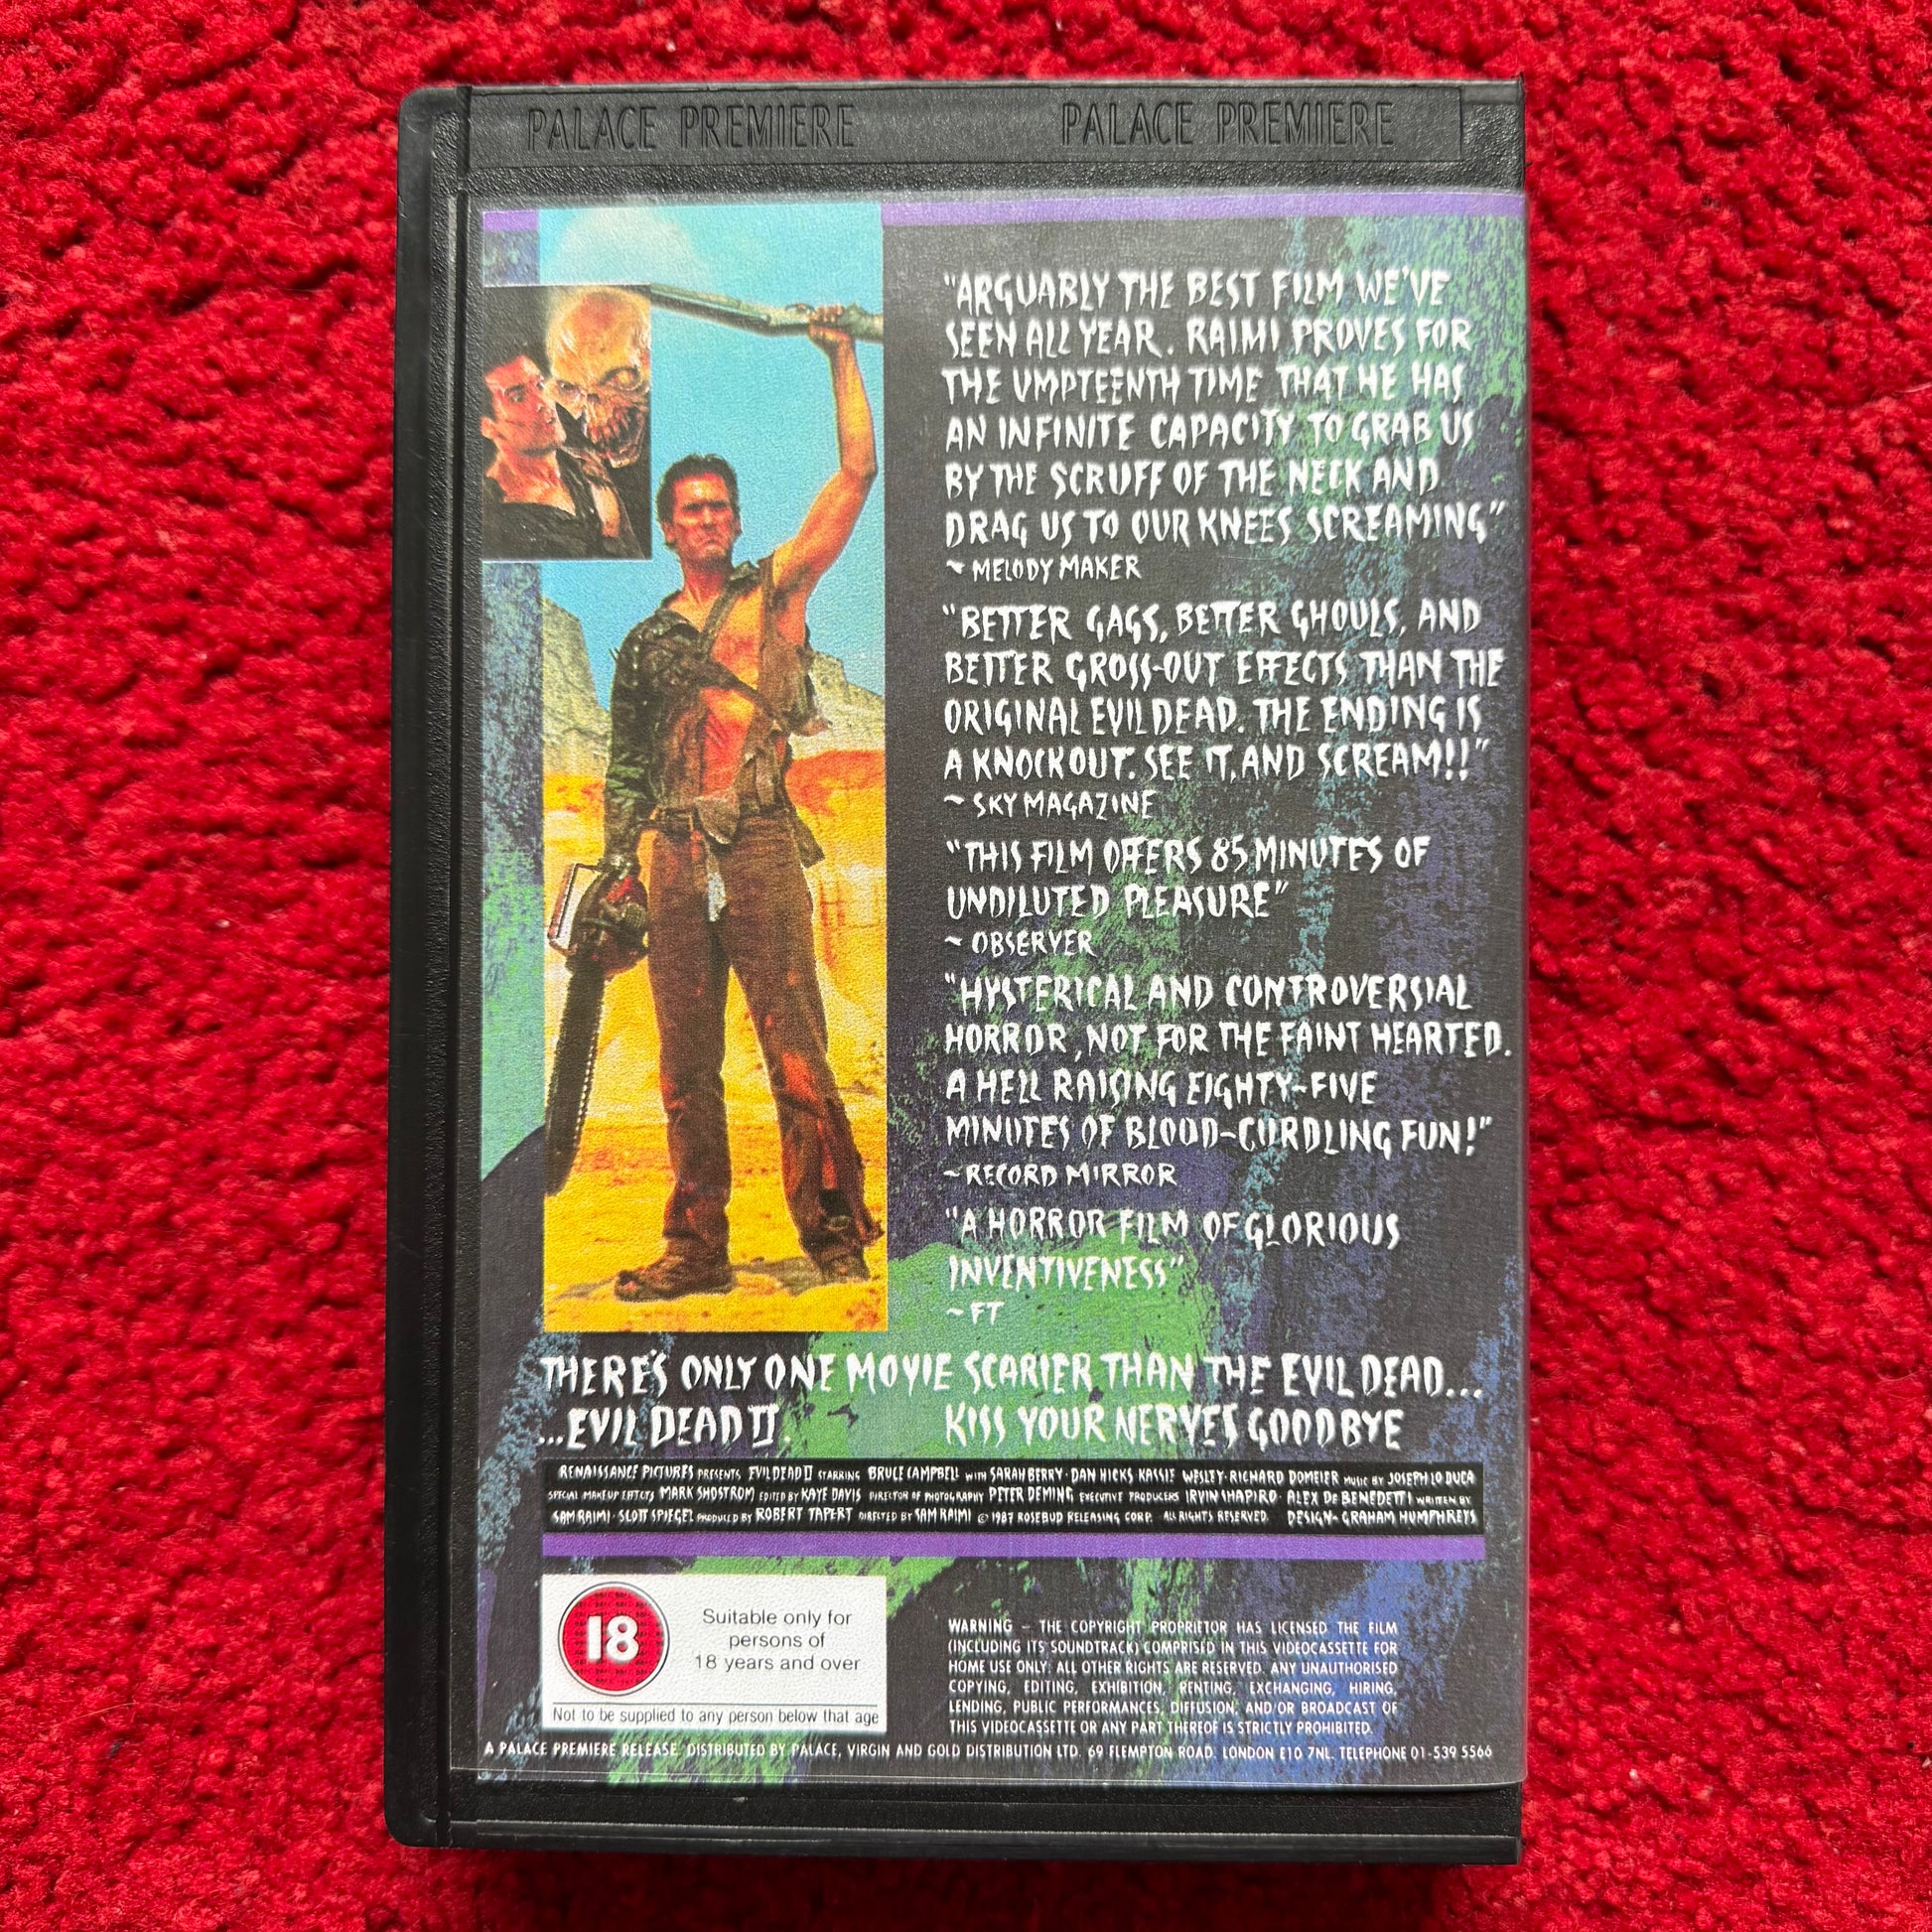 PALACE PREMIERE PALACE PREMIERE
"ARGUABLY THE BEST FILM WE'VE
SEEN ALL YEAR. RAIMI PROVES FOR
THE UMPTEENTH TIME THAT HE HAS
AN INFINITE CAPACITY TO GRAB US
BY THE SCRUFF OF THE NECK AND
DRAG US TO OUR KNEES SCREAMING"
~ MELODY MAKER
"BETTER GAGS, BETTER GHOULS, AND
BETTER GROSS-OUT EFFECTS THAN THE
ORIGINAL EVIL DEAD. THE ENDING IS
A KNOCKOUT. SEE IT, AND SCREAM!!"
~ SKY MAGAZINE
"THIS FILM OFFERS 85 MINUTES OF
UNDILUTED PLEASURE"
~ OBSERVER
"HYSTERICAL AND CONTROVERSIAL
HORROR, NOT FOR THE FAINT HEARTED.
A HELL RAISING EIGHTY-FIVE
MINUTES OF BLOOD-CURDLING FUN!"
~ RECORD MIRROR
"A HORROR FILM OF GLORIOUS
INVENTIVENESS"
~ FT
THERE'S ONLY ONE MOVIE SCARIER THAN THE EVIL DEAD...
...EVIL DEAD II. KISS YOUR NERVES GOODBYE
RENAISSANCE PICTURES PRESENTS EVIL DEAD II STARRING BRUCE CAMPBELL WITH SARAH BERRY · DAN HICKS KASSIE WESLEY · RICHARD DOMEIER MUSIC BY JOSEPH LO DUCA
SPECIAL MAKEUP EFFECTS MARK SHOSTROM EDITED BY KAYE DAVIS DIRECTOR OF PHOTOGRAPHY PETER DEMING EXECUTIVE PRODUCERS IRVIN SHAPIRO · ALEX DE BENEDETTI WRITTEN BY
SAM RAIMI · SCOTT SPIEGEL PRODUCED BY ROBERT TAPERT DIRECTED BY SAM RAIMI © 1987 ROSEBUD RELEASING CORP. ALL RIGHTS RESERVED. DESIGN - GRAHAM HUMPHREYS
18
Suitable only for
persons of
18 years and over
Not to be supplied to any person below that age
WARNING – THE COPYRIGHT PROPRIETOR HAS LICENSED THE FILM
(INCLUDING ITS SOUNDTRACK) COMPRISED IN THIS VIDEOCASSETTE FOR
HOME USE ONLY. ALL OTHER RIGHTS ARE RESERVED. ANY UNAUTHORISED
COPYING, EDITING, EXHIBITION, RENTING, EXCHANGING, HIRING,
LENDING, PUBLIC PERFORMANCES, DIFFUSION, AND/OR BROADCAST OF
THIS VIDEOCASSETTE OR ANY PART THEREOF IS STRICTLY PROHIBITED.
A PALACE PREMIERE RELEASE. DISTRIBUTED BY PALACE, VIRGIN AND GOLD DISTRIBUTION LTD. 69 FLEMPTON ROAD. LONDON E10 7NL. TELEPHONE 01-539 5566